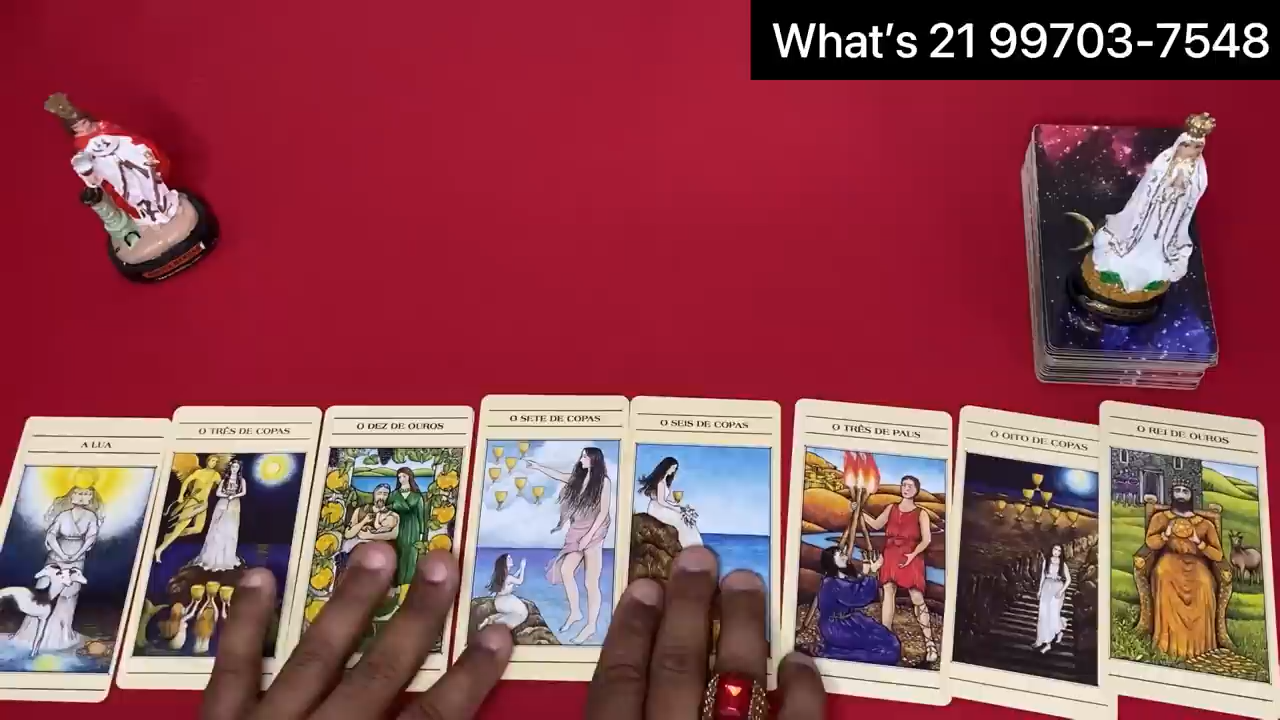 What's 21 99703-7548
A LUA
O TRÊS DE COPAS
O DEZ DE OUROS
O SETE DE COPAS
O SEIS DE COPAS
O TRÊS DE PAUS
O OITO DE COPAS
O REI DE OUROS